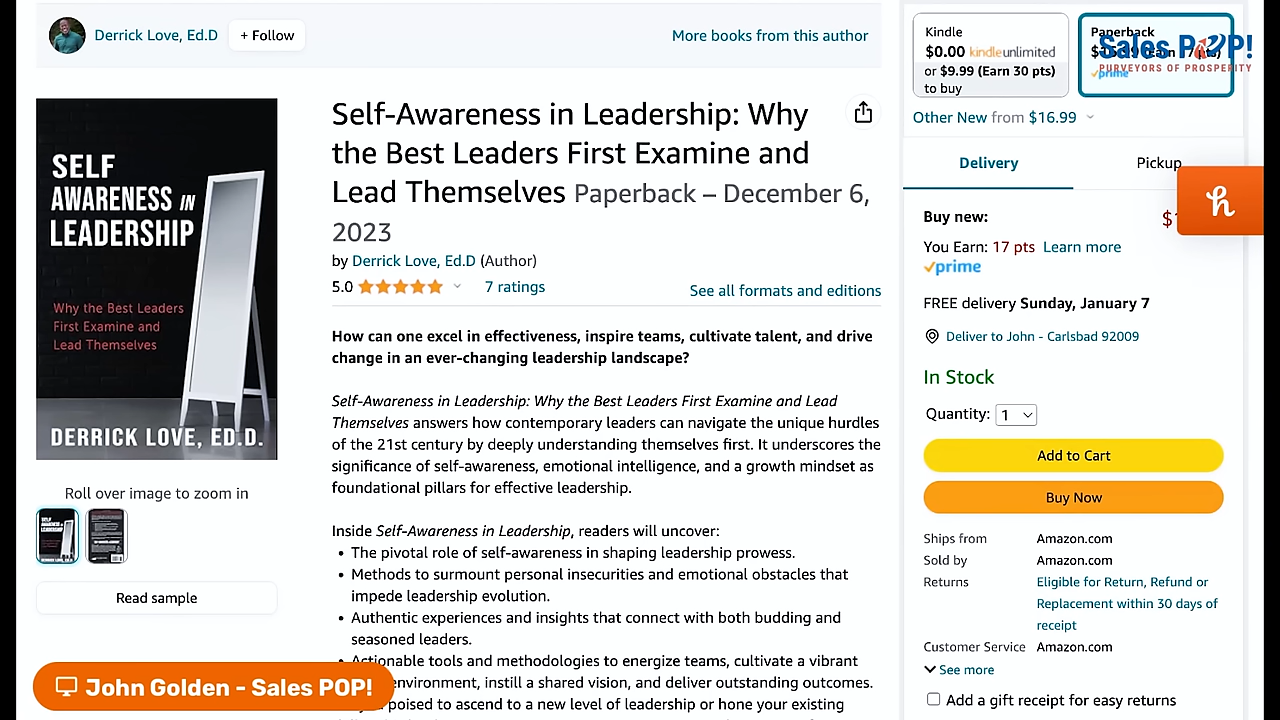 Derrick Love, Ed.D
+ Follow
More books from this author
SELF
AWARENESS IN
LEADERSHIP
Why the Best Leaders
First Examine and
Lead Themselves
DERRICK LOVE, ED.D.
Roll over image to zoom in
Read sample
Self-Awareness in Leadership: Why
the Best Leaders First Examine and
Lead Themselves Paperback – December 6,
2023
by Derrick Love, Ed.D (Author)
5.0 7 ratings
See all formats and editions
How can one excel in effectiveness, inspire teams, cultivate talent, and drive
change in an ever-changing leadership landscape?
Self-Awareness in Leadership: Why the Best Leaders First Examine and Lead
Themselves answers how contemporary leaders can navigate the unique hurdles
of the 21st century by deeply understanding themselves first. It underscores the
significance of self-awareness, emotional intelligence, and a growth mindset as
foundational pillars for effective leadership.
Inside Self-Awareness in Leadership, readers will uncover:
• The pivotal role of self-awareness in shaping leadership prowess.
• Methods to surmount personal insecurities and emotional obstacles that
impede leadership evolution.
• Authentic experiences and insights that connect with both budding and
seasoned leaders.
• Actionable tools and methodologies to energize teams, cultivate a vibrant
environment, instill a shared vision, and deliver outstanding outcomes.
poised to ascend to a new level of leadership or hone your existing
John Golden - Sales POP!
Kindle
$0.00 kindleunlimited
or $9.99 (Earn 30 pts)
to buy
Paperback
prime
Sales POP!
PURVEYORS OF PROSPERITY
Other New from $16.99
Delivery
Pickup
Buy new:
You Earn: 17 pts Learn more
prime
FREE delivery Sunday, January 7
Deliver to John - Carlsbad 92009
In Stock
Quantity: 1
Add to Cart
Buy Now
Ships from Amazon.com
Sold by Amazon.com
Returns Eligible for Return, Refund or
Replacement within 30 days of
receipt
Customer Service Amazon.com
See more
Add a gift receipt for easy returns